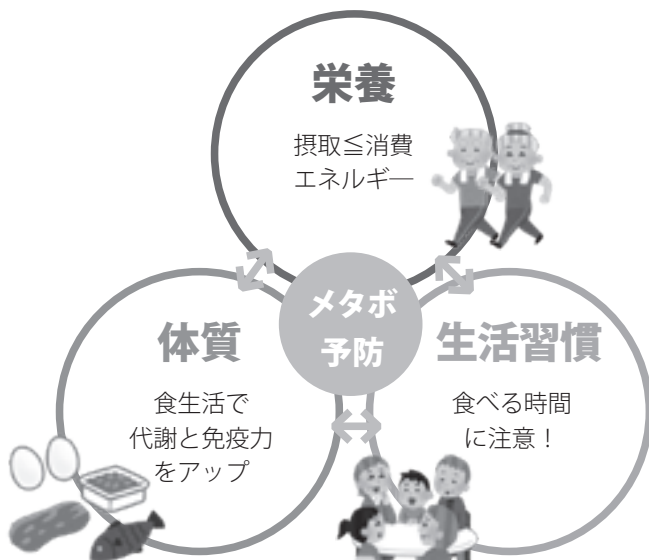 栄養
摂取≦消費
エネルギー
メタボ
予防
体質
食生活で
代謝と免疫力
をアップ
生活習慣
食べる時間
に注意！